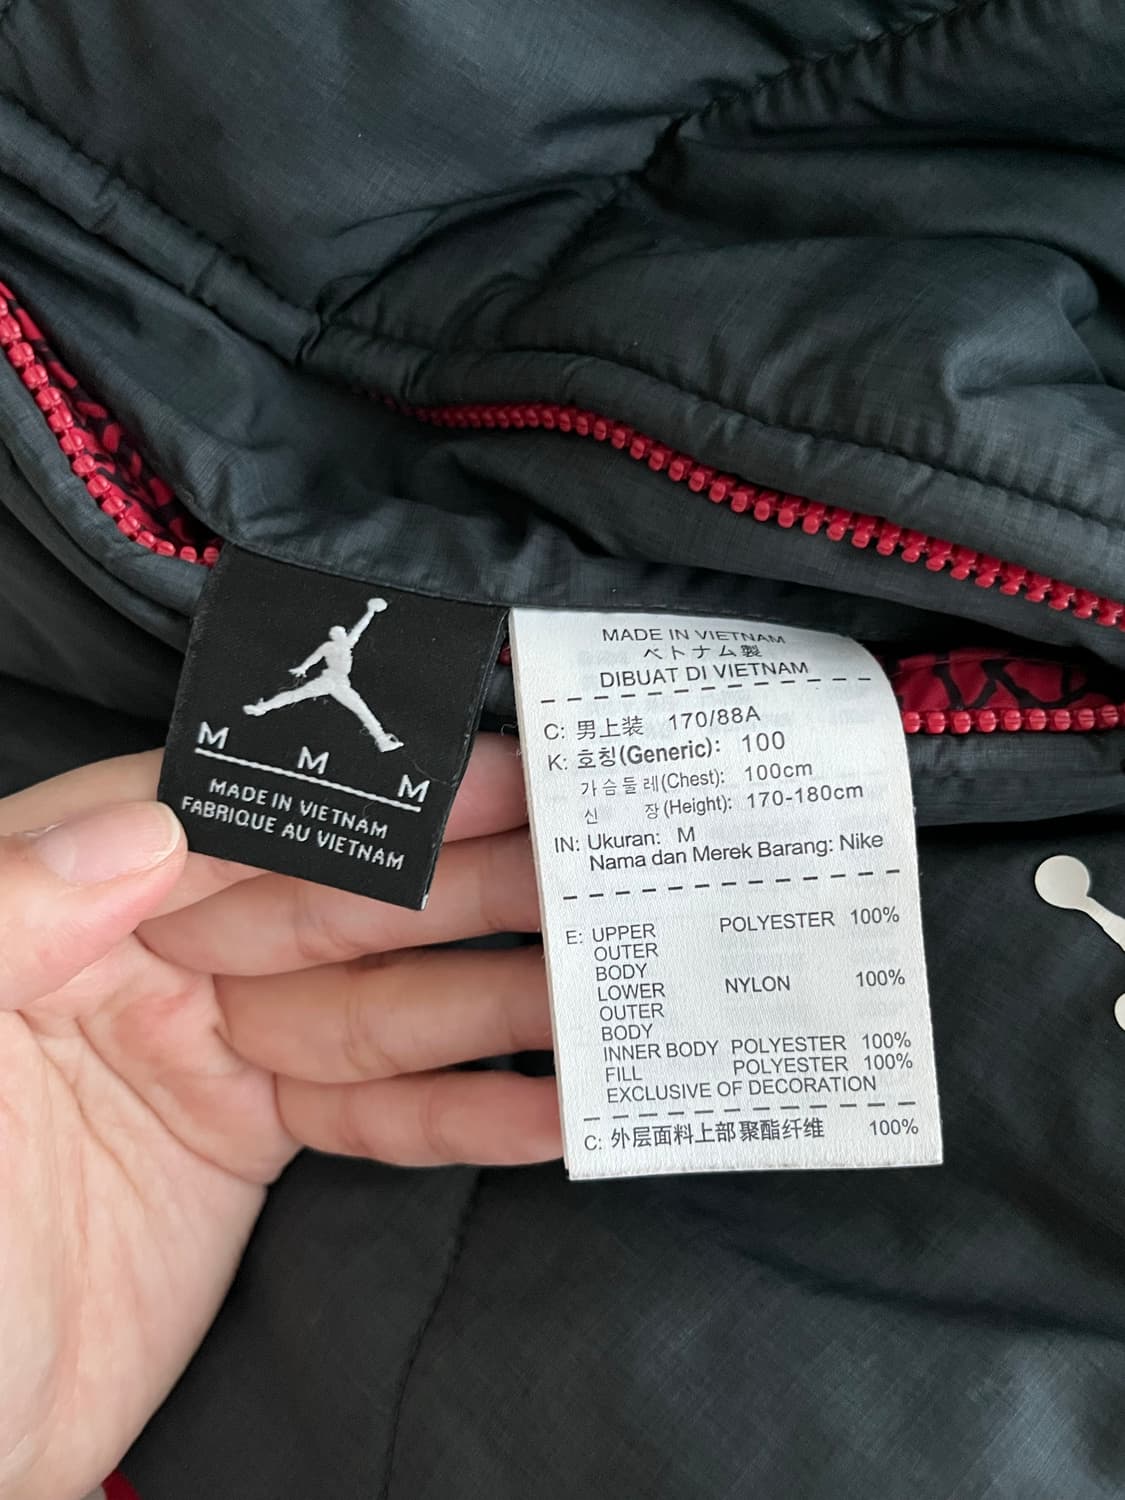 M
M
M
MADE IN VIETNAM
FABRIQUE AU VIETNAM
MADE IN VIETNAM
ベトナム製
DIBUAT DI VIETNAM
C: 男上装 170/88A
K: 호칭(Generic): 100
가슴둘레(Chest): 100cm
신 장(Height): 170-180cm
IN: Ukuran: M
Nama dan Merek Barang: Nike
E: UPPER POLYESTER 100%
OUTER
BODY
LOWER NYLON 100%
OUTER
BODY
INNER BODY POLYESTER 100%
FILL POLYESTER 100%
EXCLUSIVE OF DECORATION
C: 外层面料上部 聚酯纤维 100%